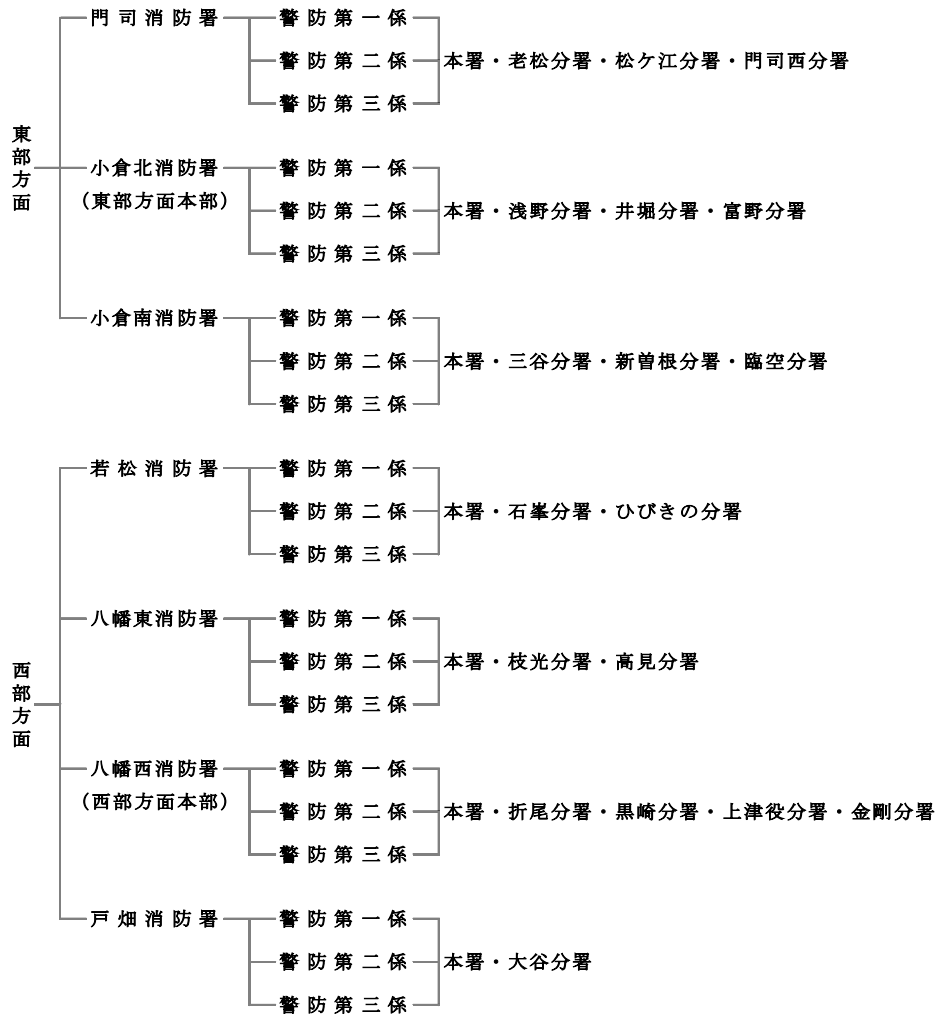 東部方面
門司消防署
警防第一係
警防第二係
警防第三係
本署・老松分署・松ケ江分署・門司西分署
小倉北消防署
（東部方面本部）
警防第一係
警防第二係
警防第三係
本署・浅野分署・井堀分署・富野分署
小倉南消防署
警防第一係
警防第二係
警防第三係
本署・三谷分署・新曽根分署・臨空分署
西部方面
若松消防署
警防第一係
警防第二係
警防第三係
本署・石峯分署・ひびきの分署
八幡東消防署
警防第一係
警防第二係
警防第三係
本署・枝光分署・高見分署
八幡西消防署
（西部方面本部）
警防第一係
警防第二係
警防第三係
本署・折尾分署・黒崎分署・上津役分署・金剛分署
戸畑消防署
警防第一係
警防第二係
警防第三係
本署・大谷分署